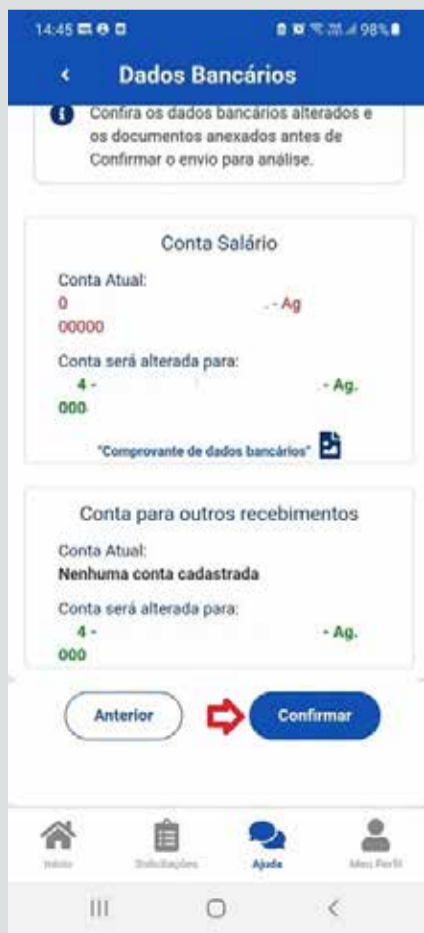 14:45
98%
Dados Bancários
Confira os dados bancários alterados e
os documentos anexados antes de
Confirmar o envio para análise.
Conta Salário
Conta Atual:
0 .- Ag
00000
Conta será alterada para:
4 - .- Ag.
000
"Comprovante de dados bancários"
Conta para outros recebimentos
Conta Atual:
Nenhuma conta cadastrada
Conta será alterada para:
4 - - Ag.
000
Anterior
Confirmar
Início
Solicitações
Ajuda
Meu Perfil